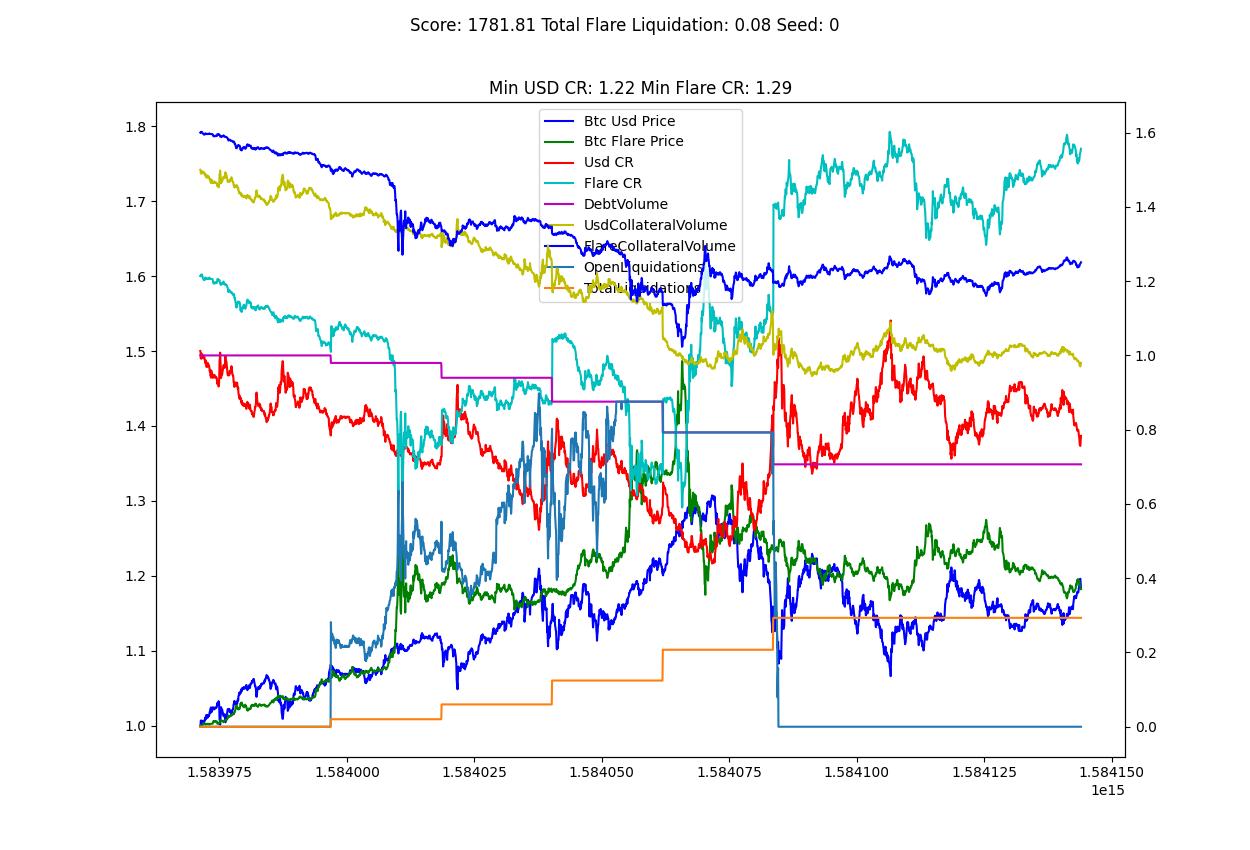 Score: 1781.81 Total Flare Liquidation: 0.08 Seed: 0
Min USD CR: 1.22 Min Flare CR: 1.29
Btc Usd Price
Btc Flare Price
Usd CR
Flare CR
DebtVolume
UsdCollateralVolume
FlareCollateralVolume
OpenLiquidations
TotalLiquidations
1.8
1.7
1.6
1.5
1.4
1.3
1.2
1.1
1.0
1.6
1.4
1.2
1.0
0.8
0.6
0.4
0.2
0.0
1.583975 1.584000 1.584025 1.584050 1.584075 1.584100 1.584125 1.584150
1e15